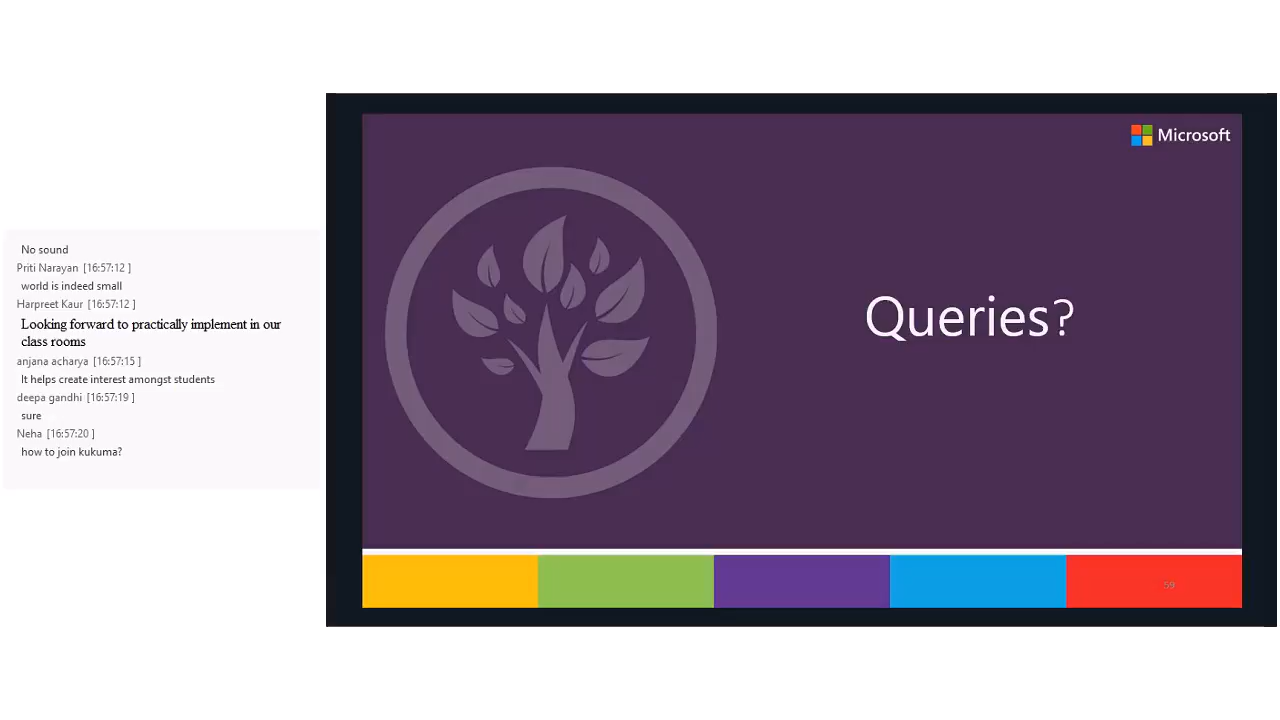 No sound
Priti Narayan [16:57:12 ]
world is indeed small
Harpreet Kaur [16:57:12 ]
Looking forward to practically implement in our
class rooms
anjana acharya [16:57:15 ]
It helps create interest amongst students
deepa gandhi [16:57:19 ]
sure
Neha [16:57:20 ]
how to join kukuma?
Microsoft
Queries?
59